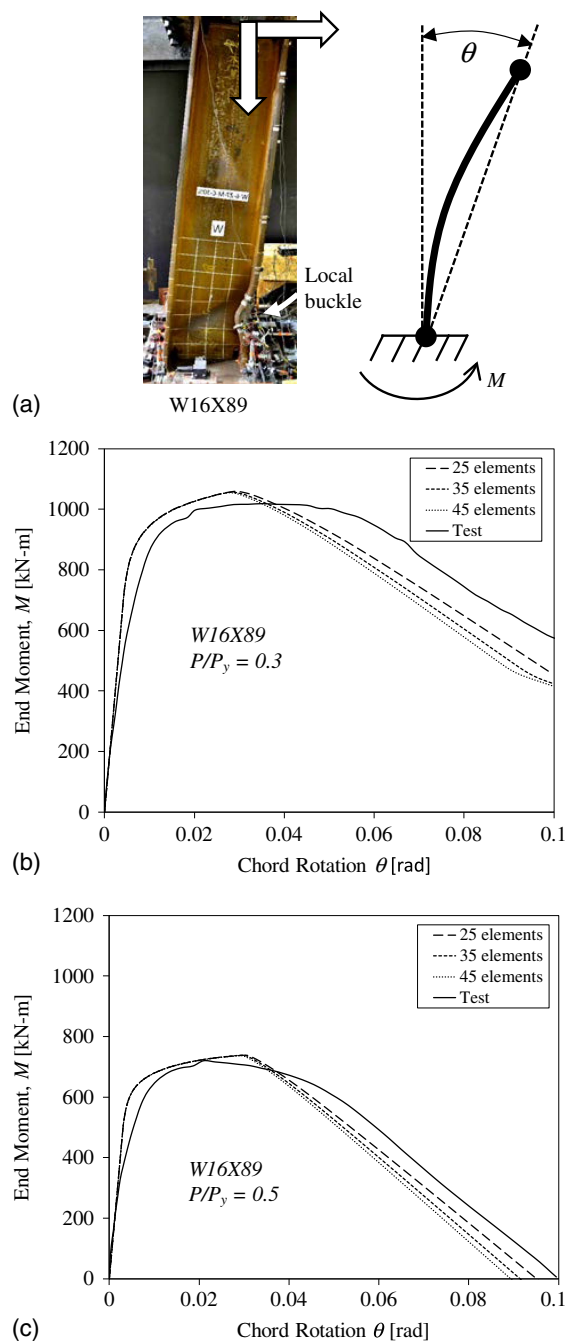 θ
W
Local
buckle
M
(a)
W16X89
1200
1000
800
600
400
200
0
End Moment, M [kN-m]
25 elements
35 elements
45 elements
Test
W16X89
P/Py = 0.3
0
0.02
0.04
0.06
0.08
0.1
(b)
Chord Rotation θ [rad]
1200
1000
800
600
400
200
0
End Moment, M [kN-m]
25 elements
35 elements
45 elements
Test
W16X89
P/Py = 0.5
0
0.02
0.04
0.06
0.08
0.1
(c)
Chord Rotation θ [rad]